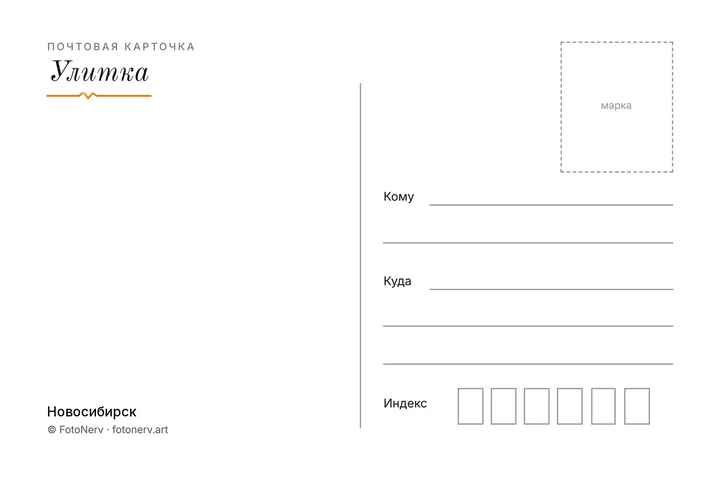 ПОЧТОВАЯ КАРТОЧКА
Улитка
марка
Кому
Куда
Индекс
Новосибирск
© FotoNerv · fotonerv.art